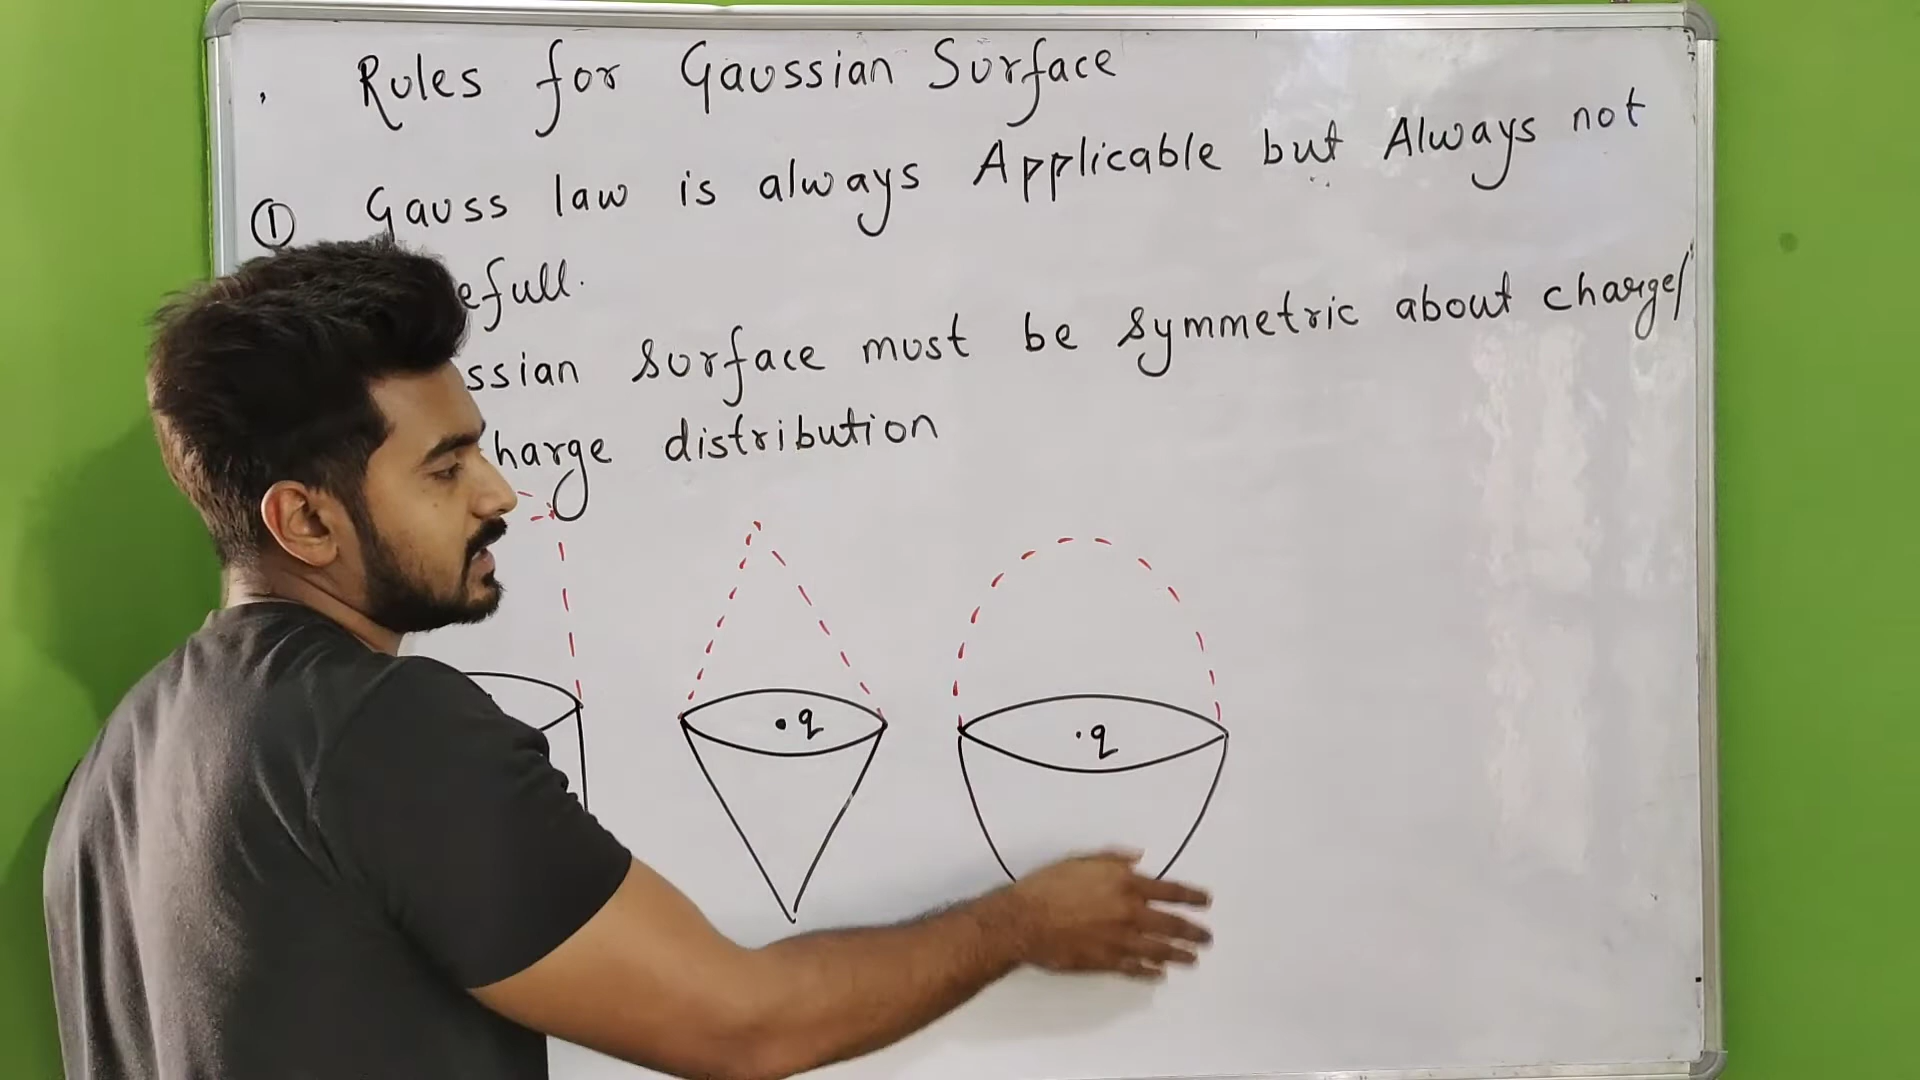 Rules for Gaussian Surface
① Gauss law is always Applicable but Always not
efull.
ssian surface must be symmetric about charge/
harge distribution
q
q